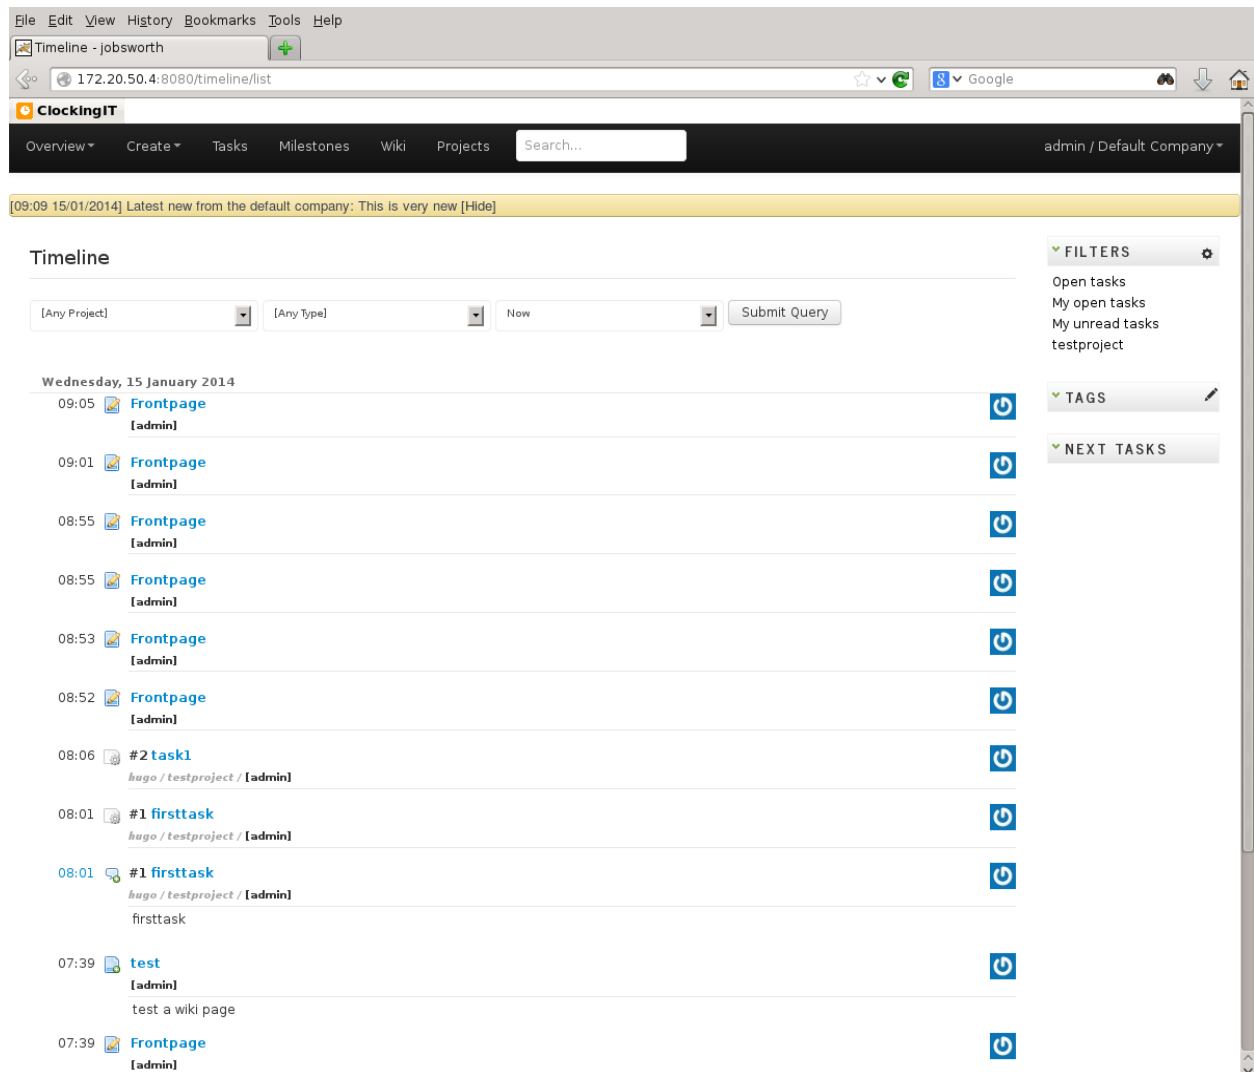 File Edit View History Bookmarks Tools Help
Timeline - jobsworth
172.20.50.4:8080/timeline/list
8 Google
ClockingIT
Overview Create Tasks Milestones Wiki Projects Search... admin / Default Company
[09:09 15/01/2014] Latest new from the default company: This is very new [Hide]
Timeline
[Any Project] [Any Type] Now Submit Query
Wednesday, 15 January 2014
09:05 Frontpage
[admin]
09:01 Frontpage
[admin]
08:55 Frontpage
[admin]
08:55 Frontpage
[admin]
08:53 Frontpage
[admin]
08:52 Frontpage
[admin]
08:06 #2 task1
hugo / testproject / [admin]
08:01 #1 firsttask
hugo / testproject / [admin]
08:01 #1 firsttask
hugo / testproject / [admin]
firsttask
07:39 test
[admin]
test a wiki page
07:39 Frontpage
[admin]
FILTERS
Open tasks
My open tasks
My unread tasks
testproject
TAGS
NEXT TASKS